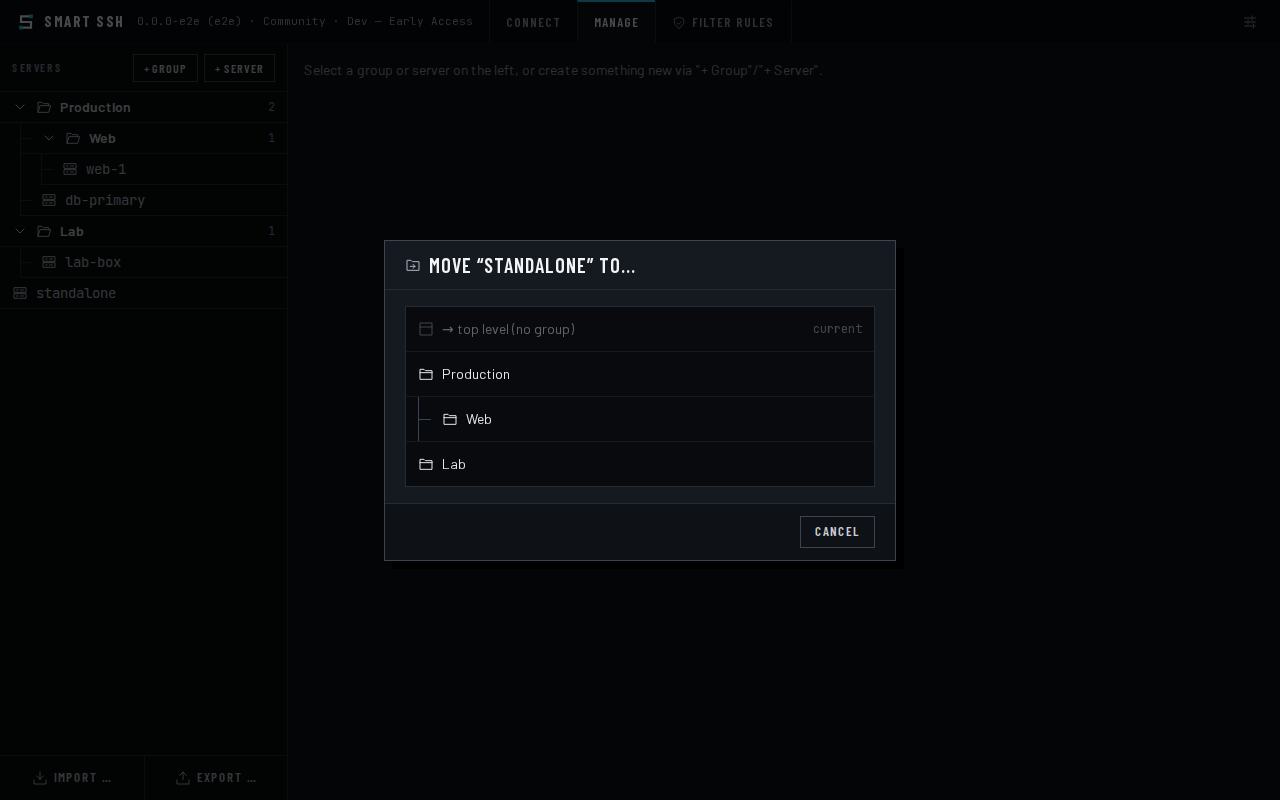 SMART SSH 0.0.0-e2e (e2e) · Community · Dev — Early Access CONNECT MANAGE FILTER RULES
SERVERS +GROUP +SERVER
Select a group or server on the left, or create something new via "+ Group"/"+ Server".
Production 2
Web 1
web-1
db-primary
Lab 1
lab-box
standalone
MOVE “STANDALONE” TO…
→ top level (no group) current
Production
Web
Lab
CANCEL
IMPORT … EXPORT …